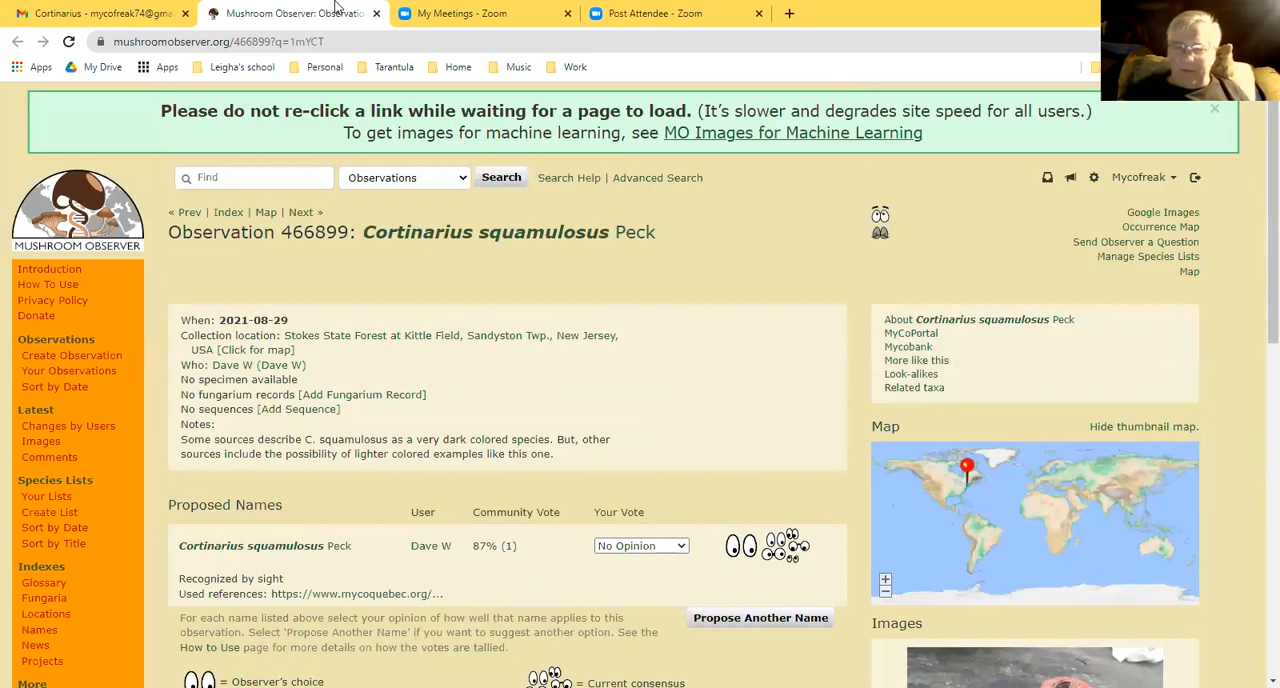 Cortinarius - mycofreak74@gma
Mushroom Observer: Observatio
My Meetings - Zoom
Post Attendee - Zoom
mushroomobserver.org/466899?q=1mYCT
Apps
My Drive
Apps
Leigha's school
Personal
Tarantula
Home
Music
Work
Please do not re-click a link while waiting for a page to load. (It's slower and degrades site speed for all users.)
To get images for machine learning, see MO Images for Machine Learning
MUSHROOM OBSERVER
Find
Observations
Search
Search Help | Advanced Search
Mycofreak
« Prev | Index | Map | Next »
Observation 466899: Cortinarius squamulosus Peck
Google Images
Occurrence Map
Send Observer a Question
Manage Species Lists
Map
Introduction
How To Use
Privacy Policy
Donate
Observations
Create Observation
Your Observations
Sort by Date
Latest
Changes by Users
Images
Comments
Species Lists
Your Lists
Create List
Sort by Date
Sort by Title
Indexes
Glossary
Fungaria
Locations
Names
News
Projects
More
When: 2021-08-29
Collection location: Stokes State Forest at Kittle Field, Sandyston Twp., New Jersey,
USA [Click for map]
Who: Dave W (Dave W)
No specimen available
No fungarium records [Add Fungarium Record]
No sequences [Add Sequence]
Notes:
Some sources describe C. squamulosus as a very dark colored species. But, other
sources include the possibility of lighter colored examples like this one.
Proposed Names
User
Community Vote
Your Vote
Cortinarius squamulosus Peck
Dave W
87% (1)
No Opinion
Recognized by sight
Used references: https://www.mycoquebec.org/...
For each name listed above select your opinion of how well that name applies to this
observation. Select 'Propose Another Name' if you want to suggest another option. See the
How to Use page for more details on how the votes are tallied.
Propose Another Name
= Observer's choice
= Current consensus
About Cortinarius squamulosus Peck
MyCoPortal
Mycobank
More like this
Look-alikes
Related taxa
Map
Hide thumbnail map.
+
−
Images